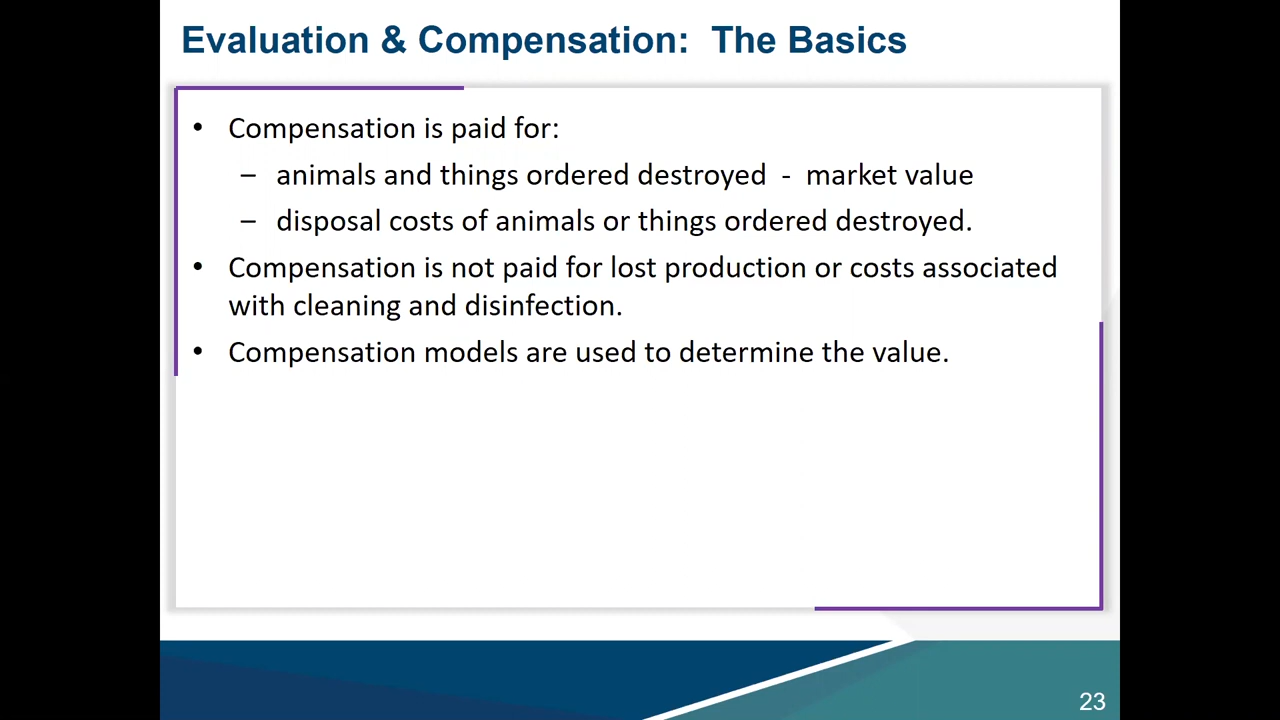 Evaluation & Compensation:  The Basics
• Compensation is paid for:
– animals and things ordered destroyed  -  market value
– disposal costs of animals or things ordered destroyed.
• Compensation is not paid for lost production or costs associated
with cleaning and disinfection.
• Compensation models are used to determine the value.
23